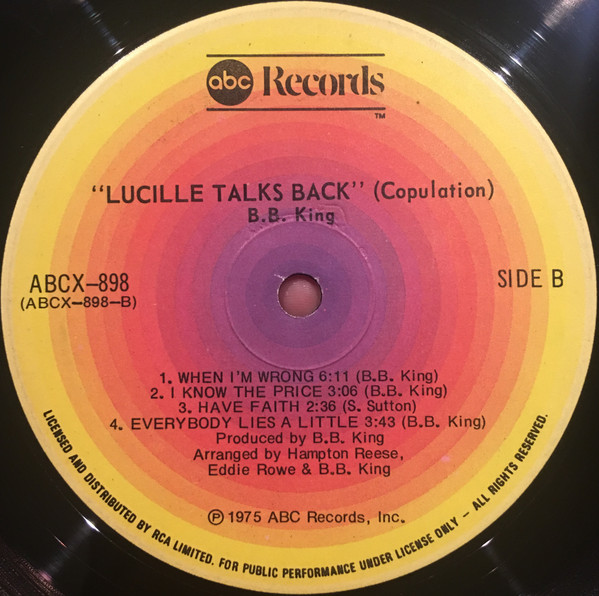 abc Records
TM
"LUCILLE TALKS BACK" (Copulation)
B.B. King
ABCX-898
(ABCX-898-B)
SIDE B
1. WHEN I'M WRONG 6:11 (B.B. King)
2. I KNOW THE PRICE 3:06 (B.B. King)
3. HAVE FAITH 2:36 (S. Sutton)
4. EVERYBODY LIES A LITTLE 3:43 (B.B. King)
Produced by B.B. King
Arranged by Hampton Reese,
Eddie Rowe & B.B. King
℗ 1975 ABC Records, Inc.
LICENSED AND DISTRIBUTED BY RCA LIMITED. FOR PUBLIC PERFORMANCE UNDER LICENSE ONLY – ALL RIGHTS RESERVED.